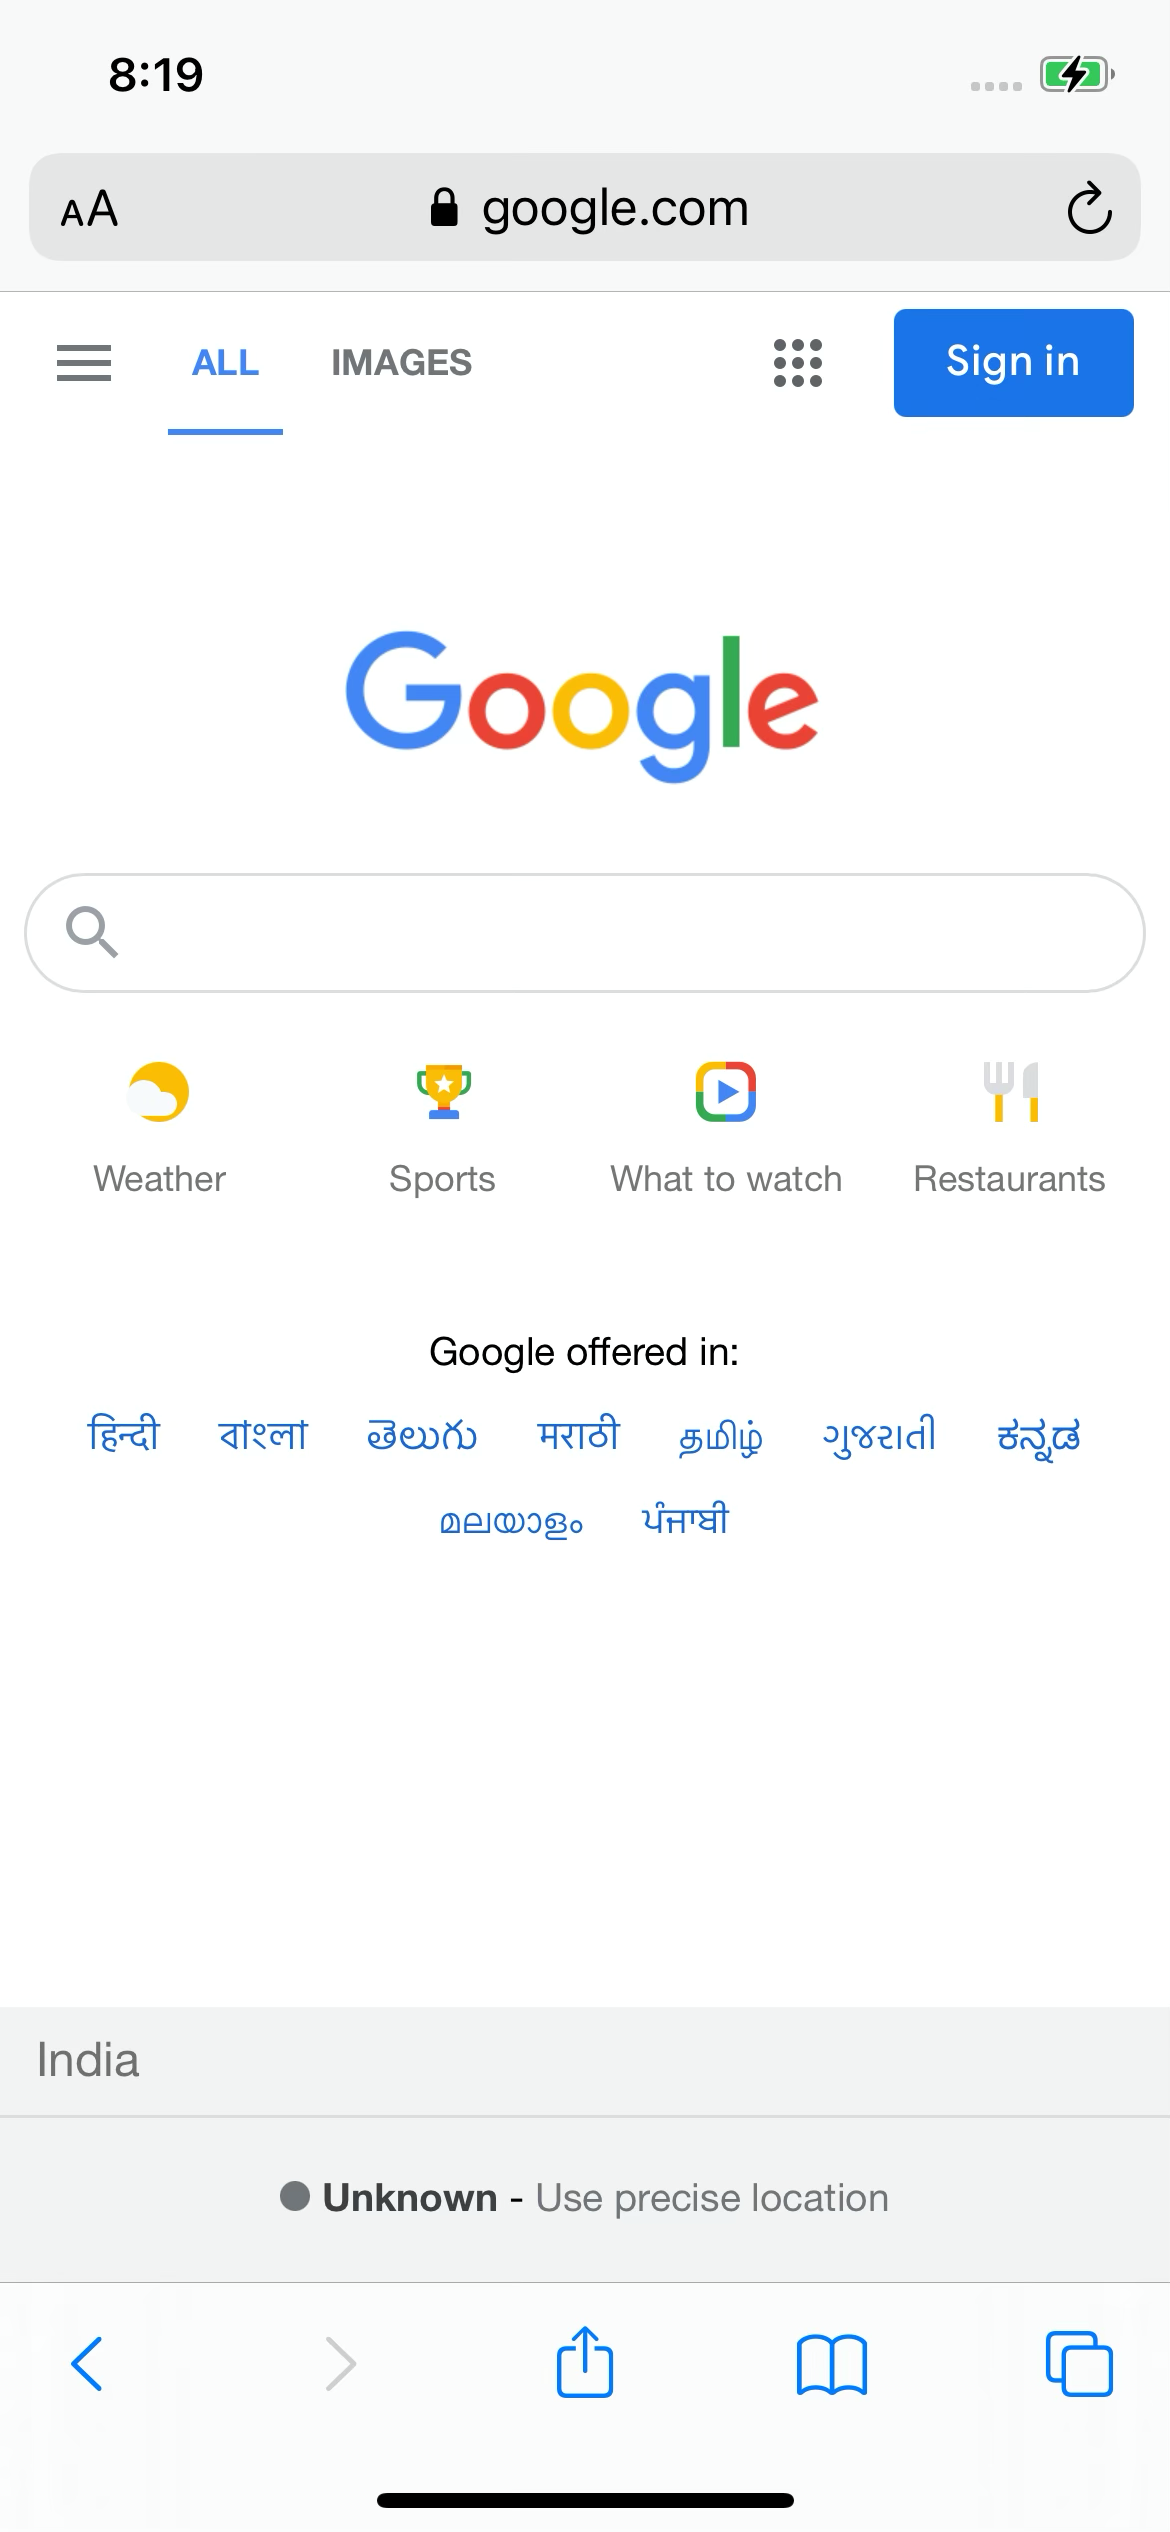 8:19
AA google.com
ALL IMAGES Sign in
Google
Weather Sports What to watch Restaurants
Google offered in:
हिन्दी বাংলা తెలుగు मराठी தமிழ் ગુજરાતી ಕನ್ನಡ
മലയാളം ਪੰਜਾਬੀ
India
Unknown - Use precise location